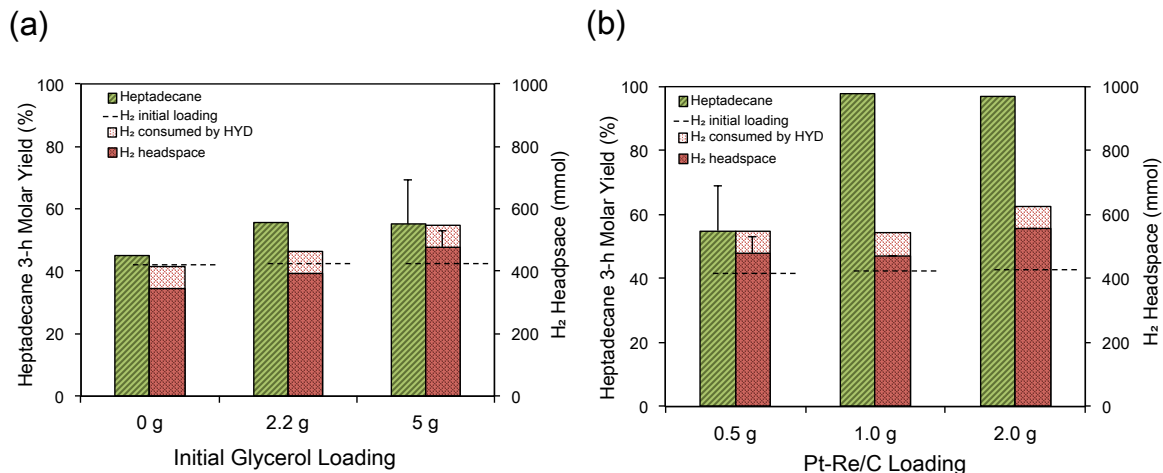 (a)
Heptadecane 3-h Molar Yield (%)
100
80
60
40
20
0
Heptadecane
H₂ initial loading
H₂ consumed by HYD
H₂ headspace
1000
800
600
400
200
0
H₂ Headpsace (mmol)
0 g
2.2 g
5 g
Initial Glycerol Loading
(b)
Heptadecane 3-h Molar Yield (%)
100
80
60
40
20
0
Heptadecane
H₂ initial loading
H₂ consumed by HYD
H₂ headspace
1000
800
600
400
200
0
H₂ Headspace (mmol)
0.5 g
1.0 g
2.0 g
Pt-Re/C Loading